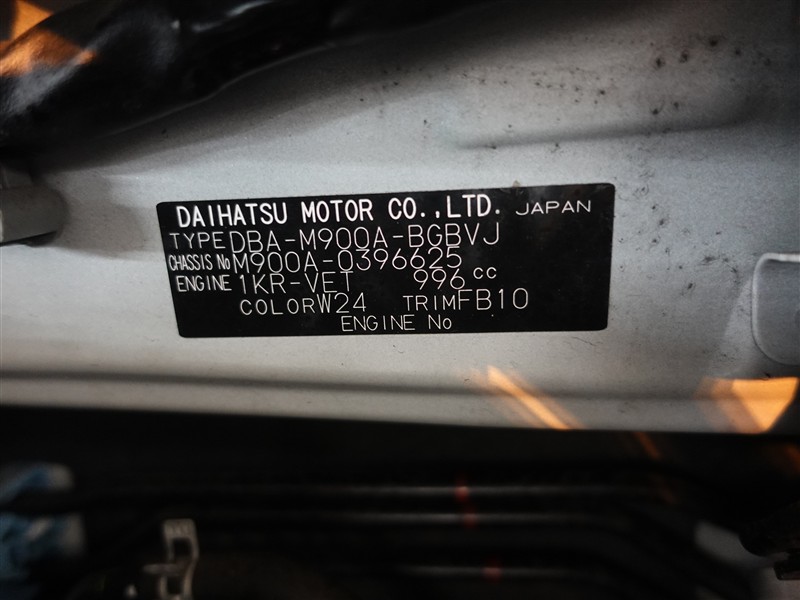 DAIHATSU MOTOR CO.,LTD. JAPAN
TYPE DBA-M900A-BGBVJ
CHASSIS No M900A-0396625
ENGINE 1KR-VET 996cc
COLOR W24 TRIM FB10
ENGINE No